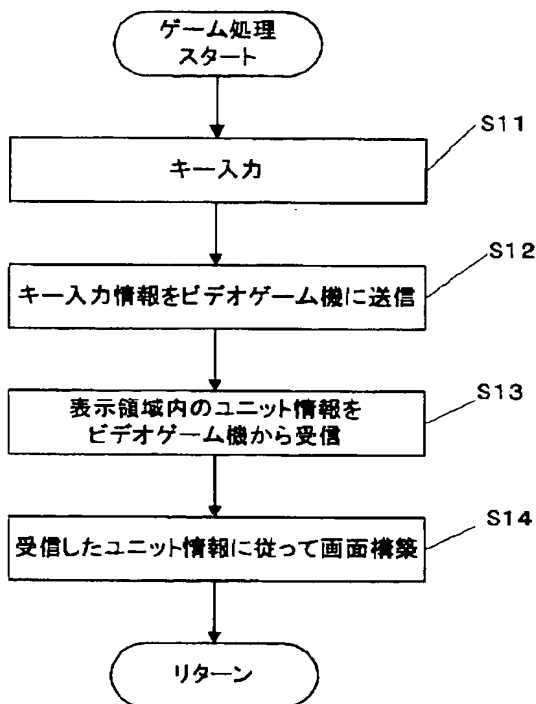 ゲーム処理
スタート
S11
キー入力
S12
キー入力情報をビデオゲーム機に送信
S13
表示領域内のユニット情報を
ビデオゲーム機から受信
S14
受信したユニット情報に従って画面構築
リターン